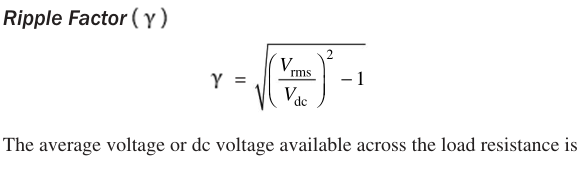 Ripple Factor (γ)
γ = √((V_rms / V_dc)^2 − 1)
The average voltage or dc voltage available across the load resistance is